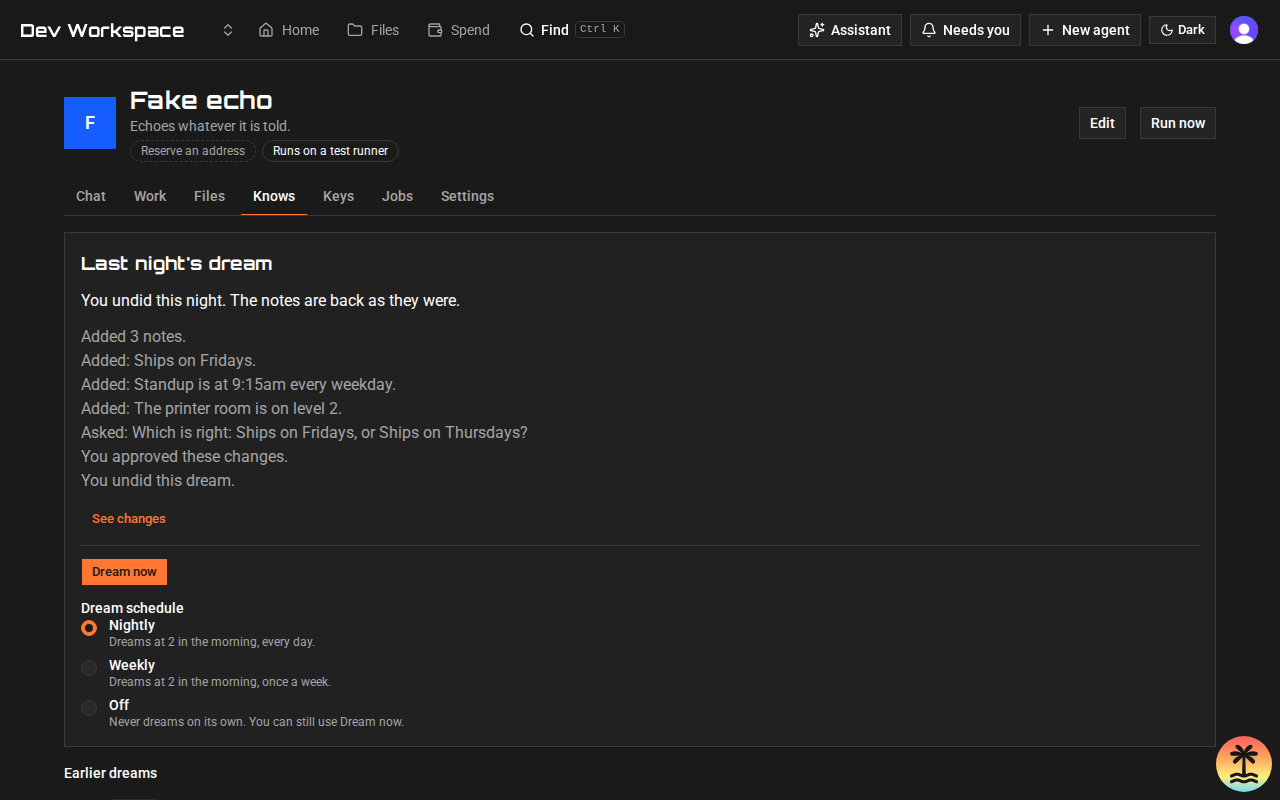 Dev Workspace
Home
Files
Spend
Find Ctrl K
Assistant
Needs you
New agent
Dark
F
Fake echo
Echoes whatever it is told.
Reserve an address
Runs on a test runner
Edit
Run now
Chat
Work
Files
Knows
Keys
Jobs
Settings
Last night's dream
You undid this night. The notes are back as they were.
Added 3 notes.
Added: Ships on Fridays.
Added: Standup is at 9:15am every weekday.
Added: The printer room is on level 2.
Asked: Which is right: Ships on Fridays, or Ships on Thursdays?
You approved these changes.
You undid this dream.
See changes
Dream now
Dream schedule
Nightly
Dreams at 2 in the morning, every day.
Weekly
Dreams at 2 in the morning, once a week.
Off
Never dreams on its own. You can still use Dream now.
Earlier dreams